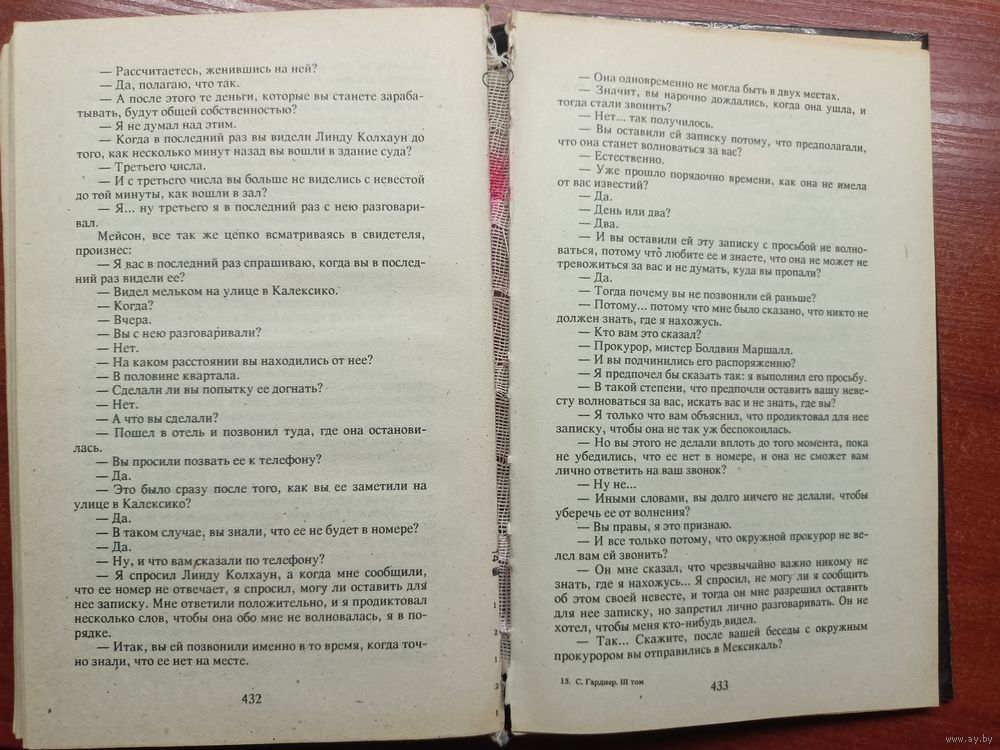 — Рассчитаетесь, женившись на ней?
— Да, полагаю, что так.
— А после этого те деньги, которые вы станете зараба-
тывать, будут общей собственностью?
— Я не думал над этим.
— Когда в последний раз вы видели Линду Колхаун до
того, как несколько минут назад вы вошли в здание суда?
— Третьего числа.
— И с третьего числа вы больше не виделись с невестой
до той минуты, как вошли в зал?
— Я... ну третьего я в последний раз с нею разговари-
вал.
Мейсон, все так же цепко всматриваясь в свидетеля,
произнес:
— Я вас в последний раз спрашиваю, когда вы в послед-
ний раз видели ее?
— Видел мельком на улице в Калексико.
— Когда?
— Вчера.
— Вы с нею разговаривали?
— Нет.
— На каком расстоянии вы находились от нее?
— В половине квартала.
— Сделали ли вы попытку ее догнать?
— Нет.
— А что вы сделали?
— Пошел в отель и позвонил туда, где она останови-
лась.
— Вы просили позвать ее к телефону?
— Да.
— Это было сразу после того, как вы ее заметили на
улице в Калексико?
— Да.
— В таком случае, вы знали, что ее не будет в номере?
— Да.
— Ну, и что вам сказали по телефону?
— Я спросил Линду Колхаун, а когда мне сообщили,
что ее номер не отвечает, я спросил, могу ли оставить для
нее записку. Мне ответили положительно, и я продиктовал
несколько слов, чтобы она обо мне не волновалась, я в по-
рядке.
— Итак, вы ей позвонили именно в то время, когда точ-
но знали, что ее нет на месте.
432
— Она одновременно не могла быть в двух местах.
— Значит, вы нарочно дождались, когда она ушла, и
тогда стали звонить?
— Нет... так получилось.
— Вы оставили ей записку потому, что предполагали,
что она станет волноваться за вас?
— Естественно.
— Уже прошло порядочно времени, как она не имела
от вас известий?
— Да.
— День или два?
— Два.
— И вы оставили ей эту записку с просьбой не волно-
ваться, потому что любите ее и знаете, что она не может не
тревожиться за вас и не думать, куда вы пропали?
— Да.
— Тогда почему вы не позвонили ей раньше?
— Потому... потому что мне было сказано, что никто не
должен знать, где я нахожусь.
— Кто вам это сказал?
— Прокурор, мистер Болдвин Маршалл.
— И вы подчинились его распоряжению?
— Я предпочел бы сказать так: я выполнил его просьбу.
— В такой степени, что предпочли оставить вашу неве-
сту волноваться за вас, искать вас и не знать, где вы?
— Я только что вам объяснил, что продиктовал для нее
записку, чтобы она не так уж беспокоилась.
— Но вы этого не делали вплоть до того момента, пока
не убедились, что ее нет в номере, и она не сможет вам
лично ответить на ваш звонок?
— Ну не...
— Иными словами, вы долго ничего не делали, чтобы
уберечь ее от волнения?
— Вы правы, я это признаю.
— И все только потому, что окружной прокурор не ве-
лел вам ей звонить?
— Он мне сказал, что чрезвычайно важно никому не
знать, где я нахожусь... Я спросил, не могу ли я сообщить
об этом своей невесте, и тогда он мне разрешил оставить
для нее записку, но запретил лично разговаривать. Он не
хотел, чтобы меня кто-нибудь видел.
— Так... Скажите, после вашей беседы с окружным
прокурором вы отправились в Мексикаль?
15. С. Гарднер. III том
433
www.ay.by